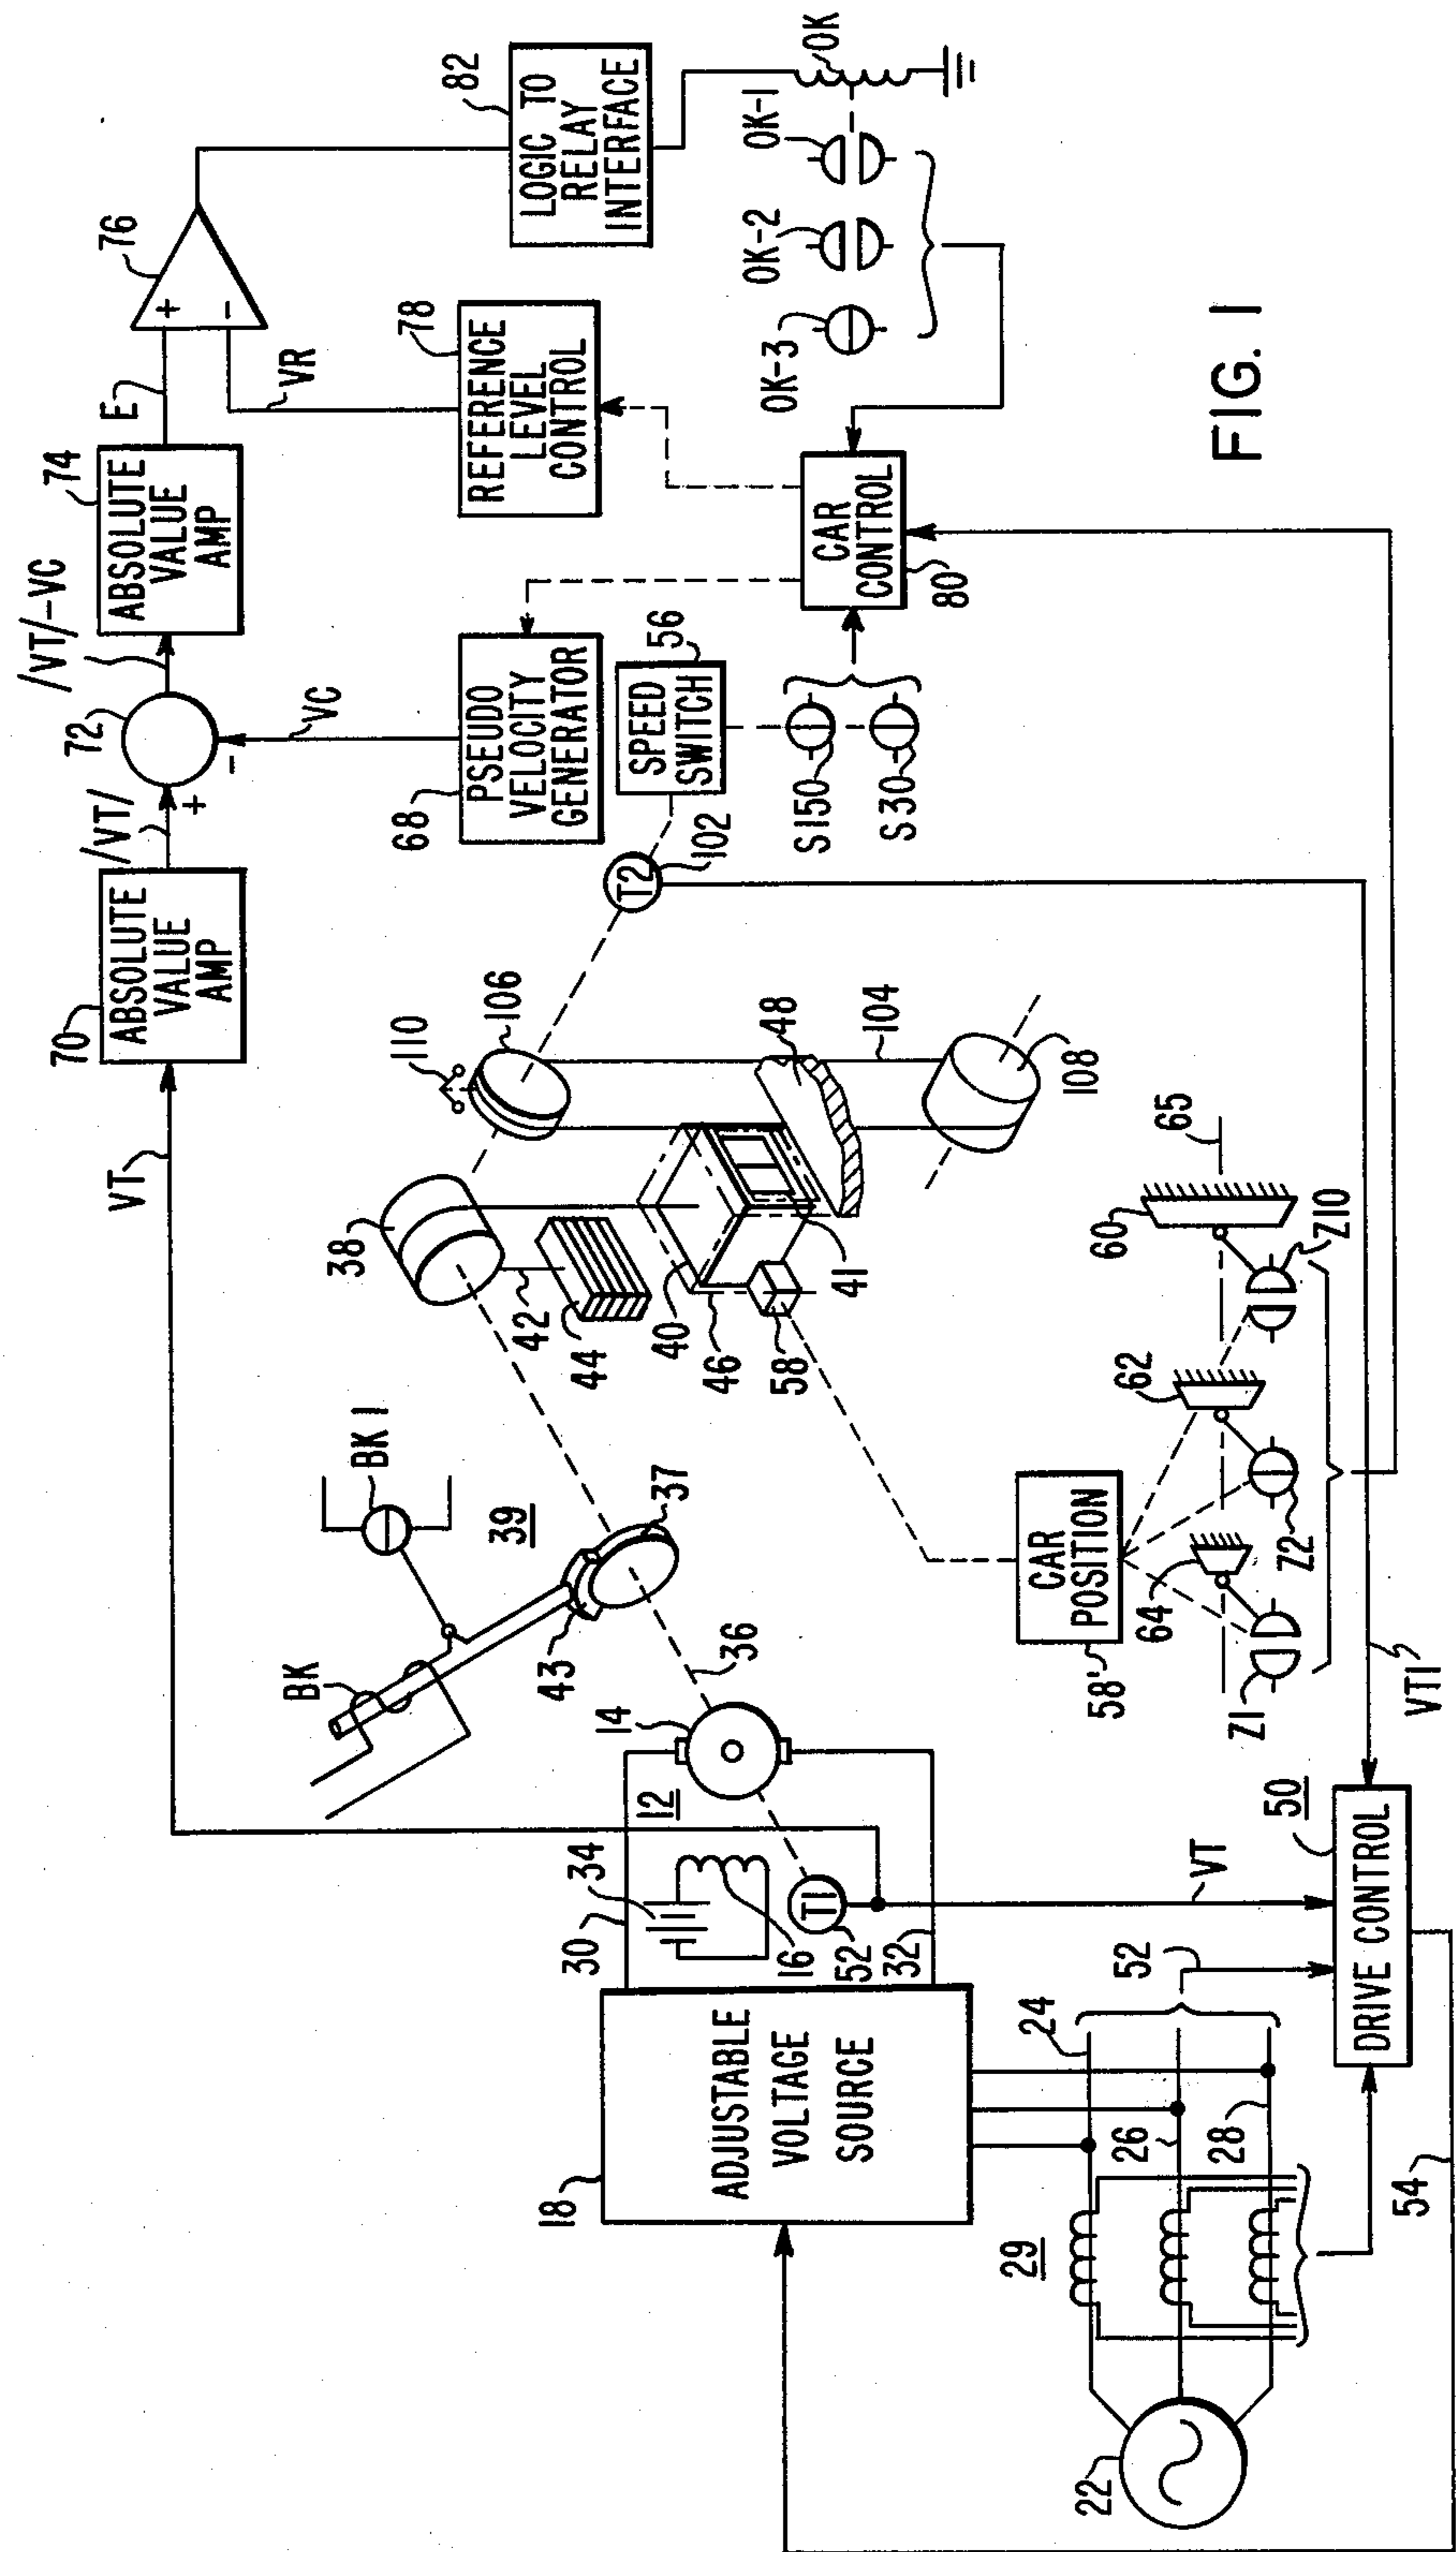 70
ABSOLUTE
VALUE
AMP
/VT/
+
72
-
/VT/-VC
74
ABSOLUTE
VALUE
AMP
E
76
+
-
VR
VC
VT
68
PSEUDO
VELOCITY
GENERATOR
78
REFERENCE
LEVEL
CONTROL
82
LOGIC TO
RELAY
INTERFACE
BK
BK 1
39
43
37
36
38
42
44
40
46
58
41
110
106
48
104
108
T2
102
SPEED
SWITCH
56
S150
S30
CAR
CONTROL
80
OK-3
OK-2
OK-1
OK
18
ADJUSTABLE
VOLTAGE
SOURCE
30
34
16
T1
52
32
12
14
CAR
POSITION
58'
64
62
60
65
Z1
Z2
Z10
VT1
22
29
24
26
28
52
VT
50
DRIVE CONTROL
54
FIG. 1